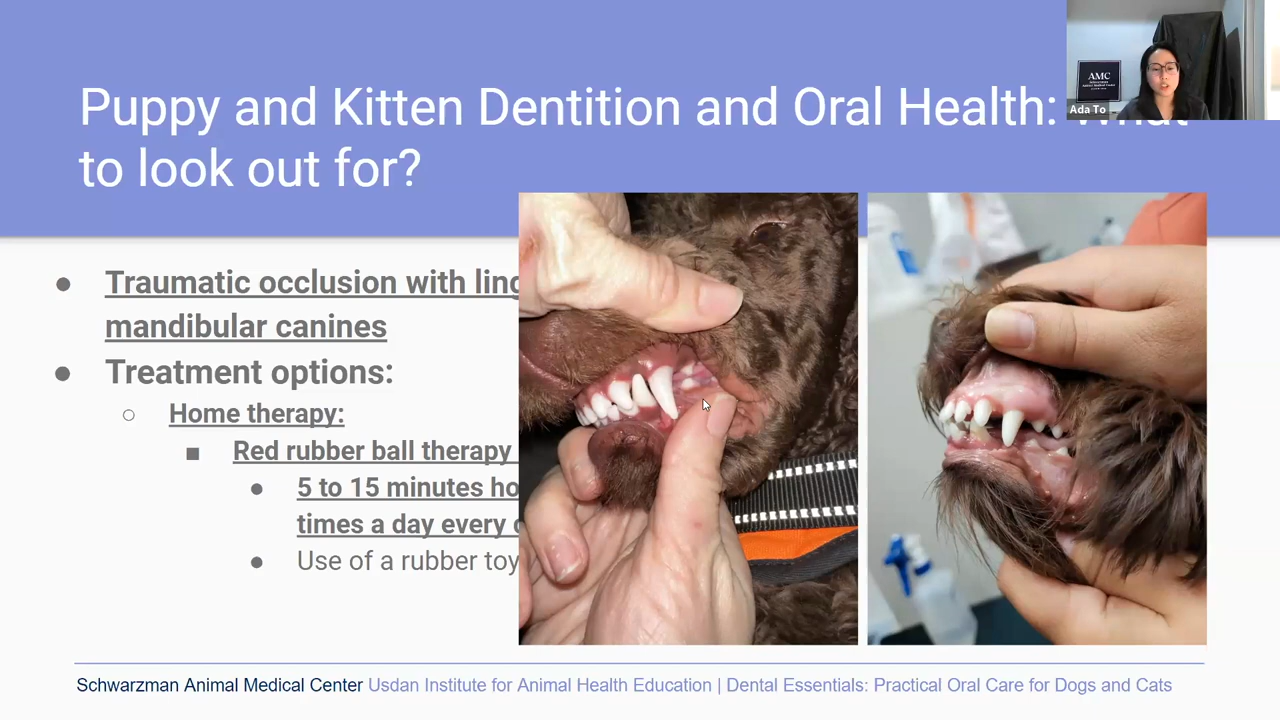 Puppy and Kitten Dentition and Oral Health: What
to look out for?
AMC
Ada To
Traumatic occlusion with ling
mandibular canines
Treatment options:
Home therapy:
Red rubber ball therapy
5 to 15 minutes ho
times a day every
Use of a rubber toy
Schwarzman Animal Medical Center Usdan Institute for Animal Health Education | Dental Essentials: Practical Oral Care for Dogs and Cats